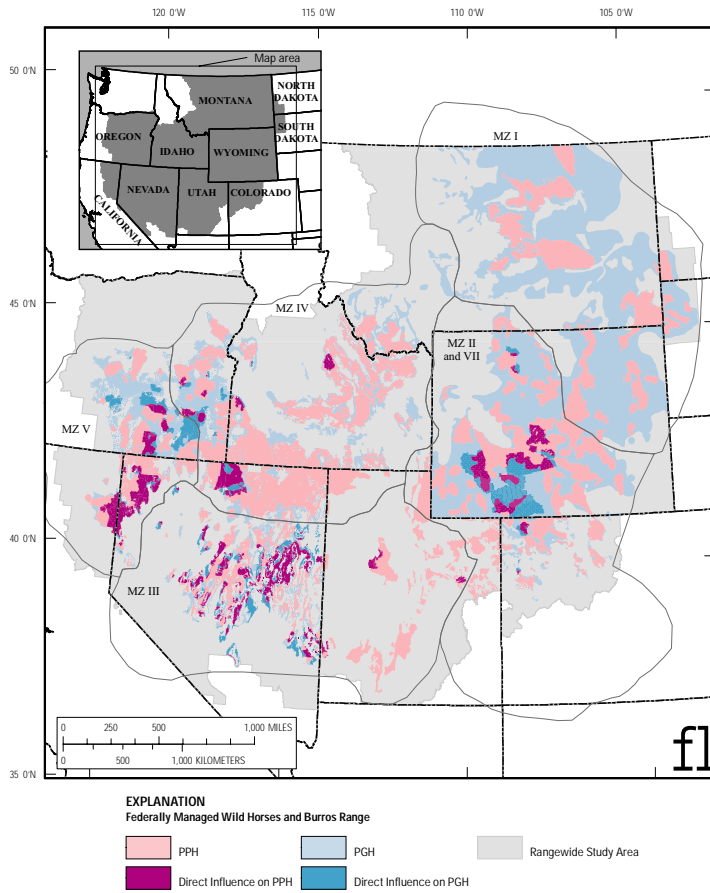 120 0'W 115 0'W 110 0'W 105 0'W
50 0'N
Map area
MONTANA
NORTH
DAKOTA
SOUTH
DAKOTA
OREGON
IDAHO
WYOMING
NEVADA
UTAH
COLORADO
CALIFORNIA
MZ I
45 0'N
MZ IV
MZ II
and VII
MZ V
40 0'N
MZ III
0 250 500 1,000 MILES
0 500 1,000 KILOMETERS
fl
35 0'N
EXPLANATION
Federally Managed Wild Horses and Burros Range
PPH PGH Rangewide Study Area
Direct Influence on PPH Direct Influence on PGH